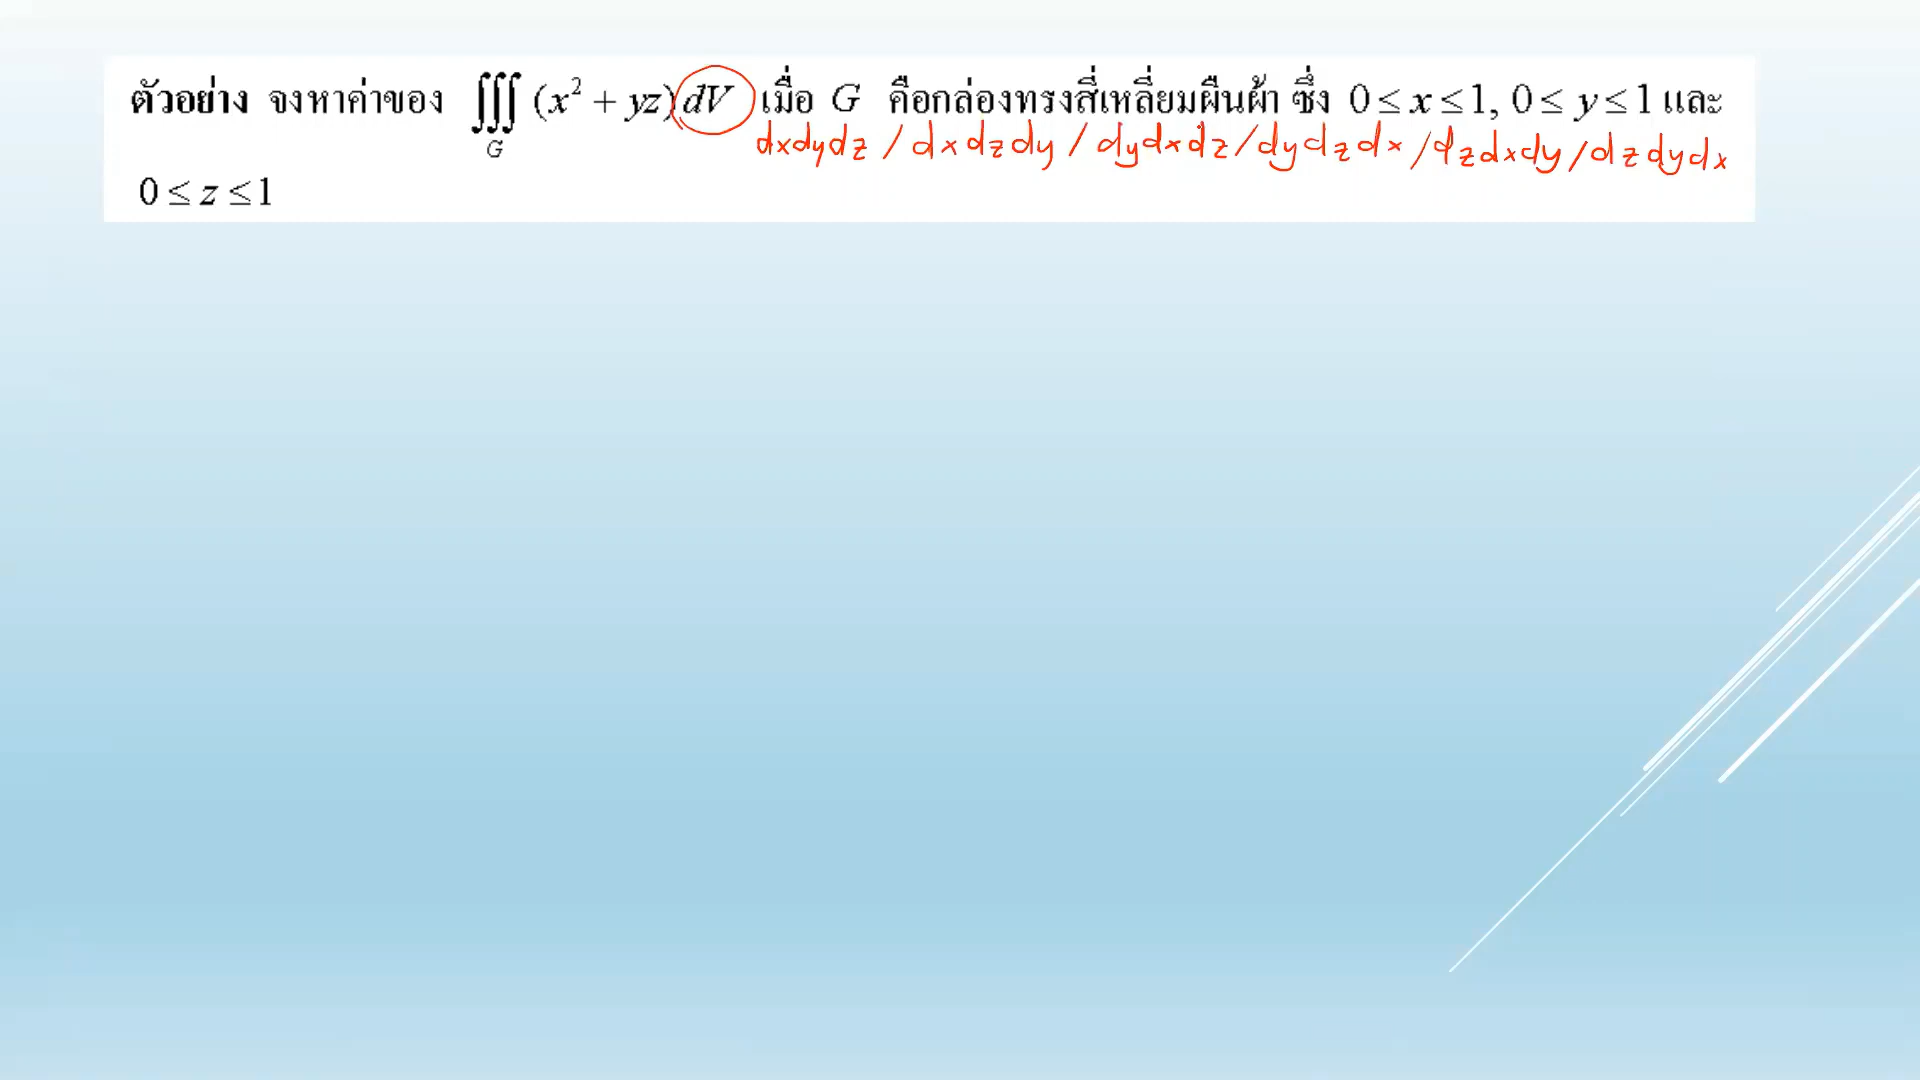 ตัวอย่าง จงหาค่าของ ∭_G (x² + yz) dV เมื่อ G คือกล่องทรงสี่เหลี่ยมผืนผ้า ซึ่ง 0 ≤ x ≤ 1, 0 ≤ y ≤ 1 และ
dxdydz / dxdzdy / dydxdz / dydzdx / dzdxdy / dzdydx
0 ≤ z ≤ 1